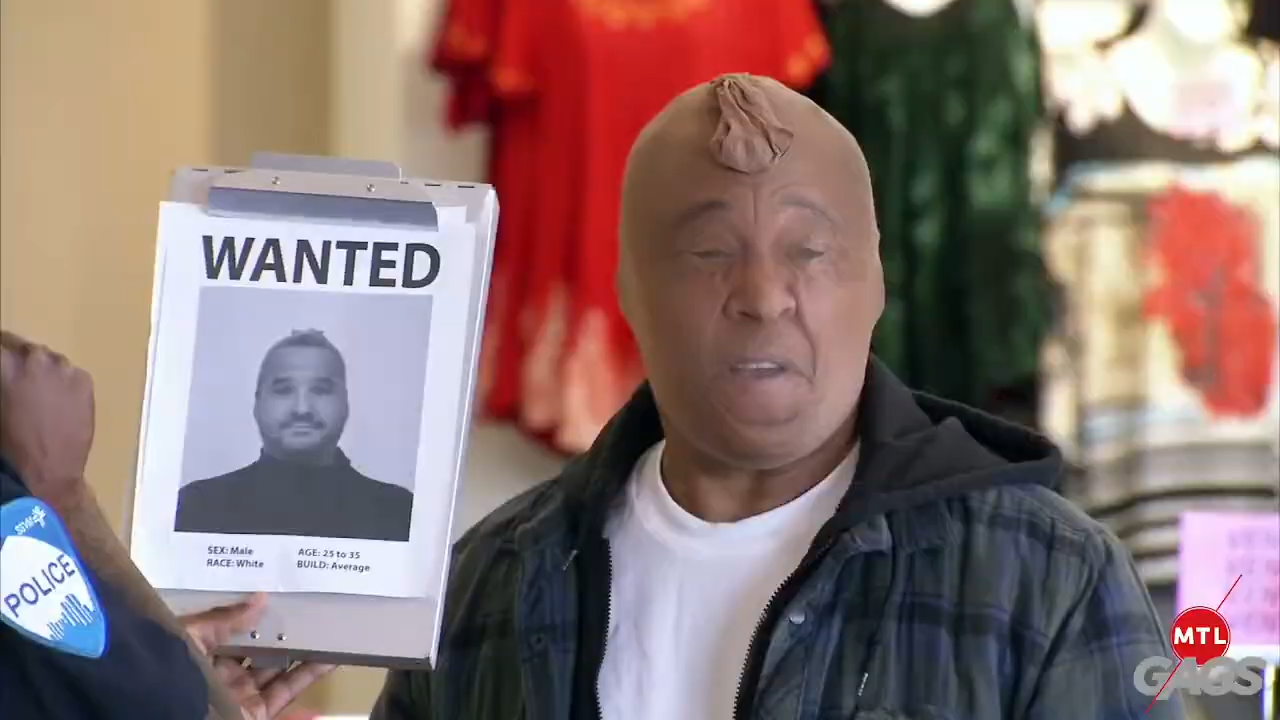 WANTED
SEX: Male
AGE: 25 to 35
RACE: White
BUILD: Average
POLICE
MTL
GAGS